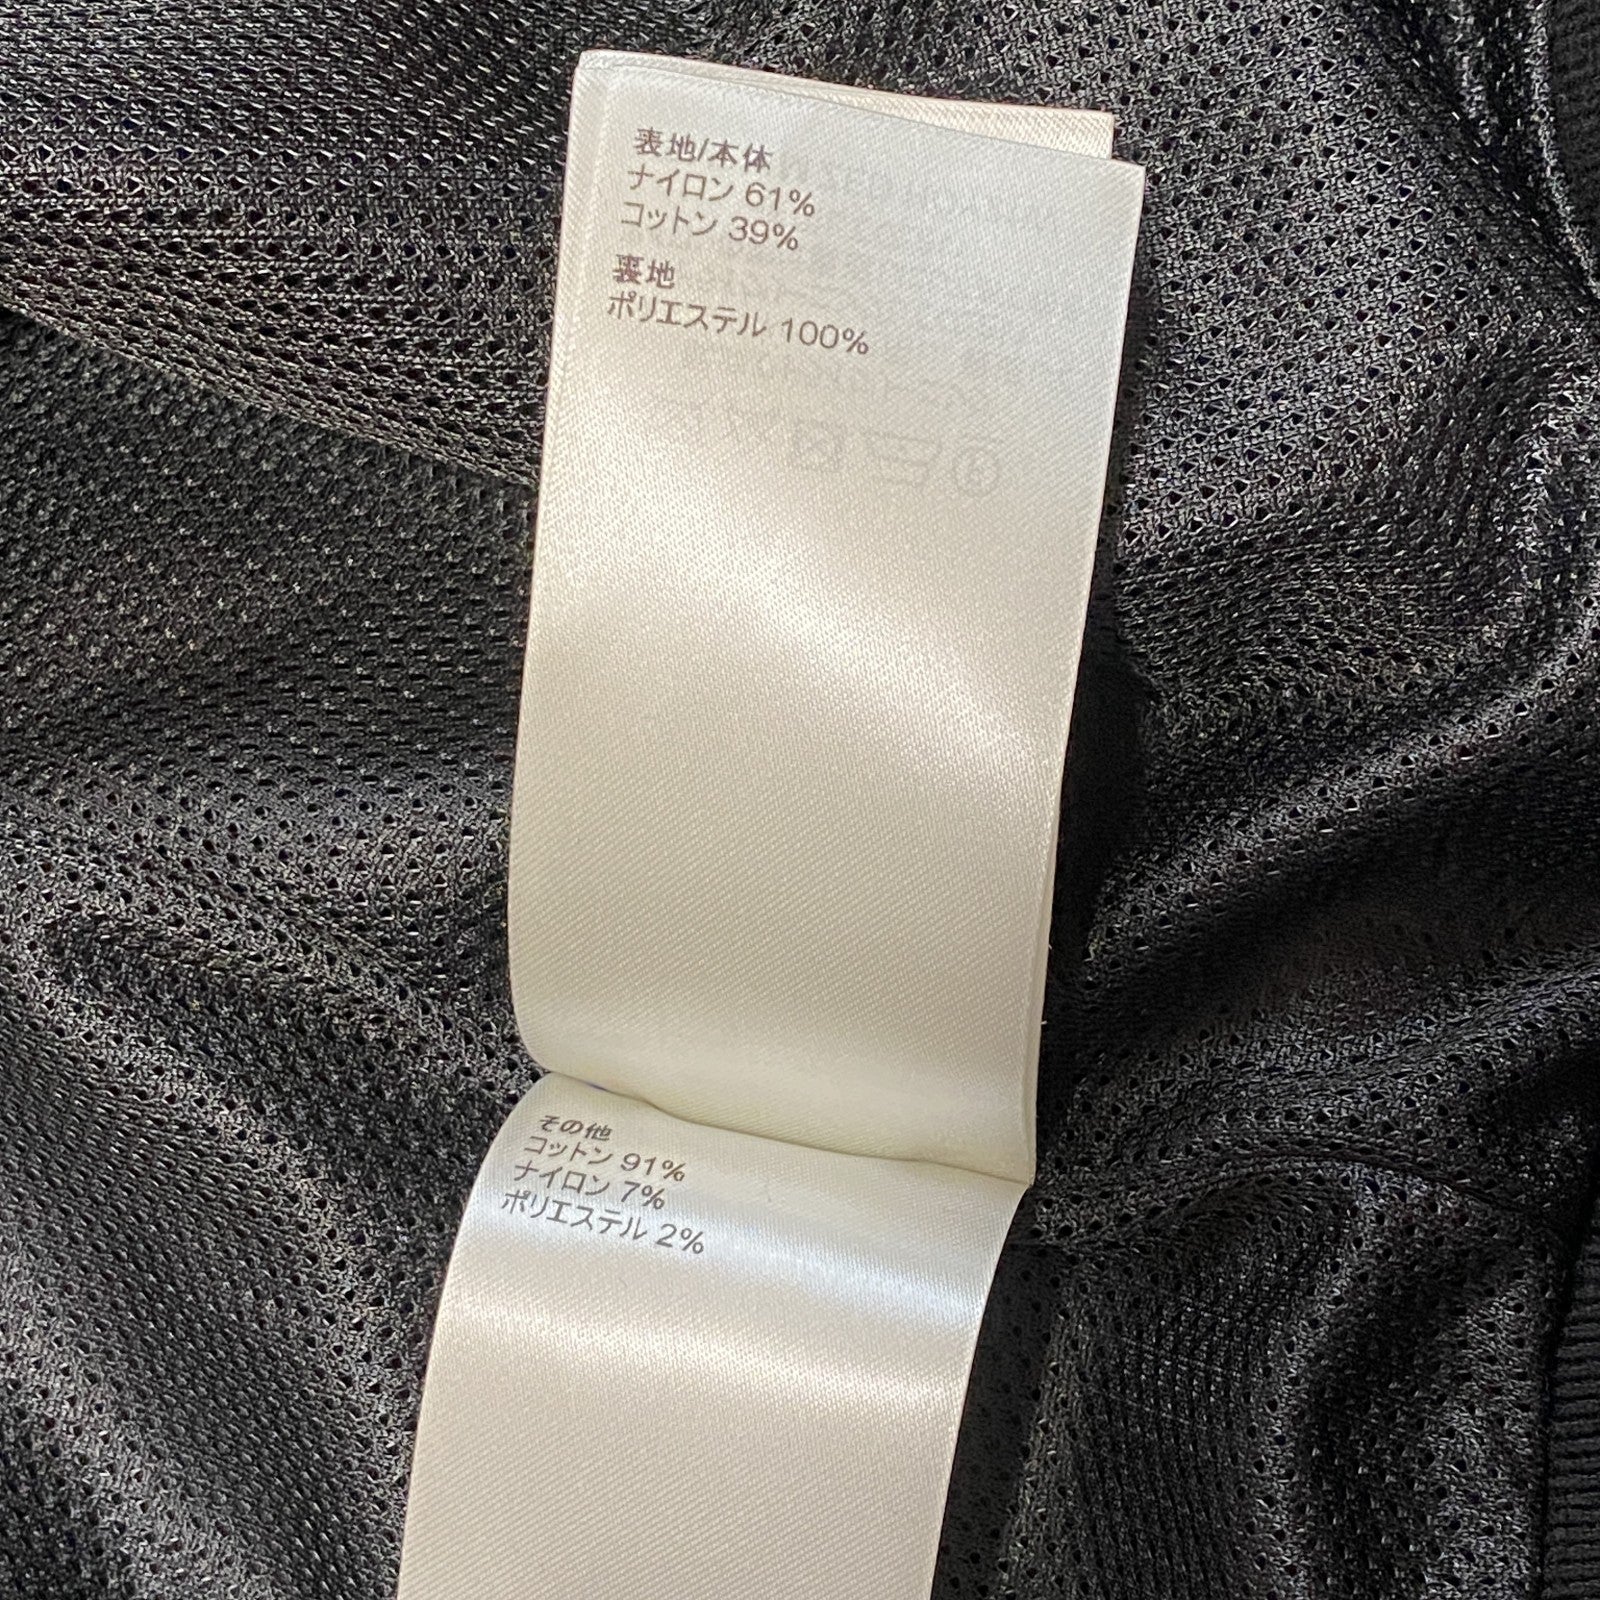 表地/本体
ナイロン 61%
コットン 39%
裏地
ポリエステル 100%
その他
コットン 91%
ナイロン 7%
ポリエステル 2%